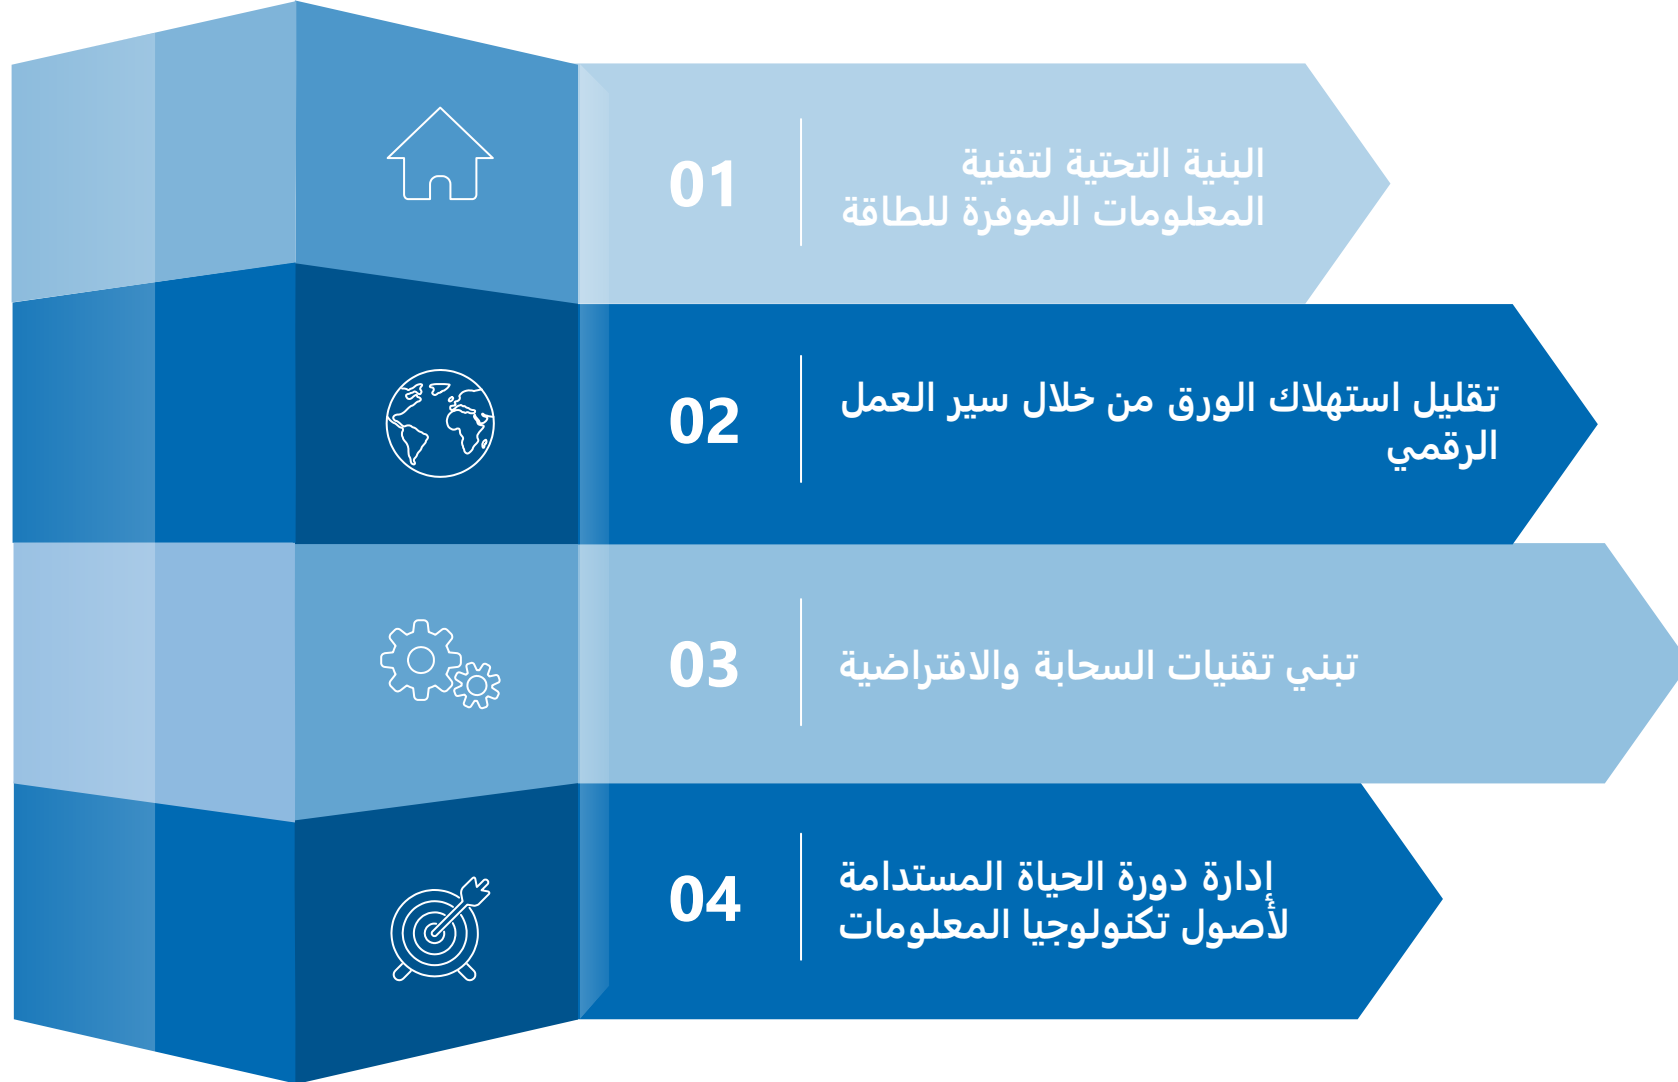 01
البنية التحتية لتقنية
المعلومات الموفرة للطاقة
02
تقليل استهلاك الورق من خلال سير العمل
الرقمي
03
تبني تقنيات السحابة والافتراضية
04
إدارة دورة الحياة المستدامة
لأصول تكنولوجيا المعلومات